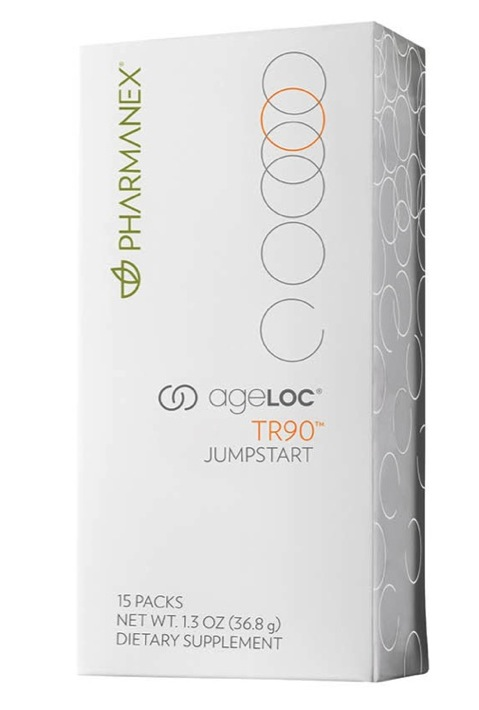 PHARMANEX®
ageLOC®
TR90™
JUMPSTART
15 PACKS
NET WT. 1.3 OZ (36.8 g)
DIETARY SUPPLEMENT